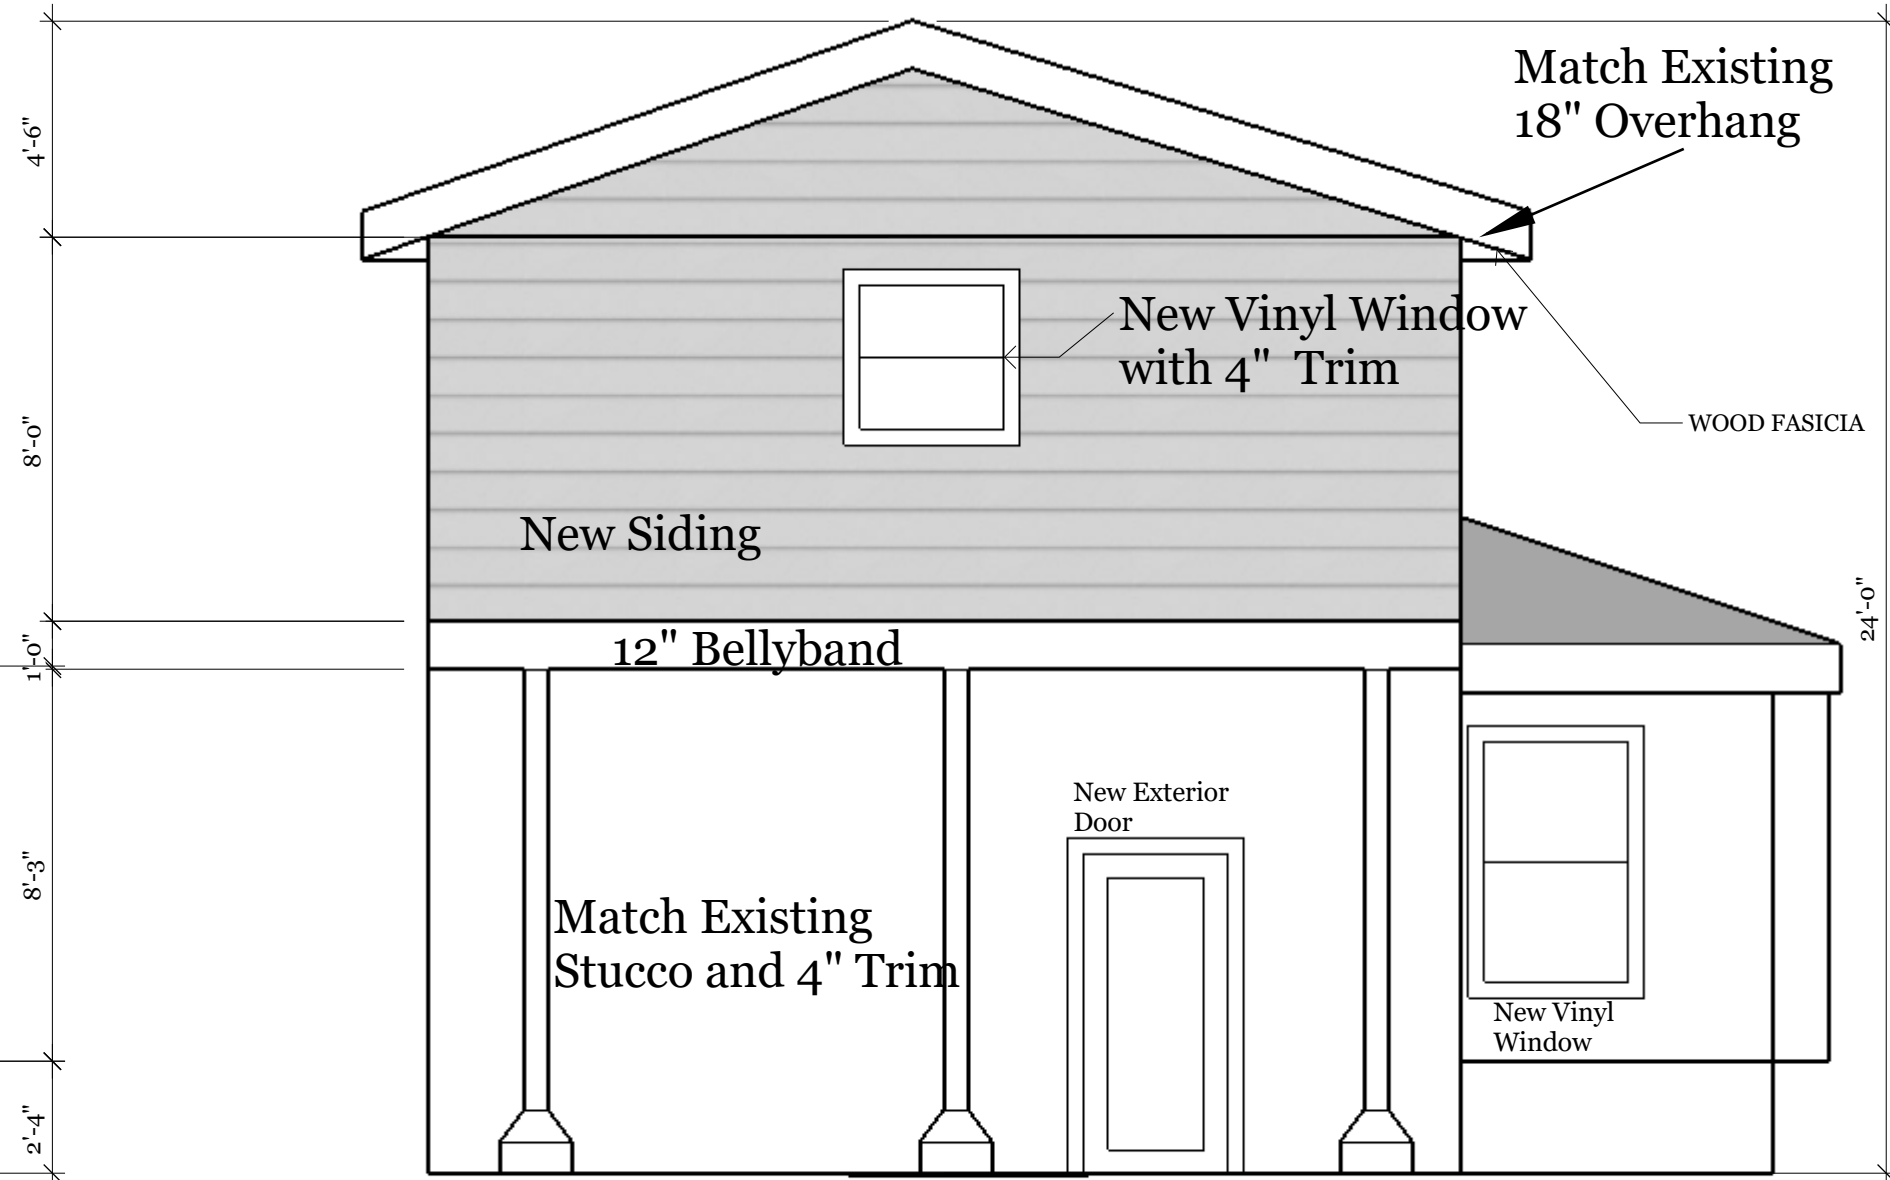 Match Existing
18" Overhang
4'-6"
New Vinyl Window
with 4" Trim
WOOD FASICIA
8'-0"
New Siding
24'-0"
1'-0"
12" Bellyband
New Exterior
Door
8'-3"
Match Existing
Stucco and 4" Trim
New Vinyl
Window
2'-4"